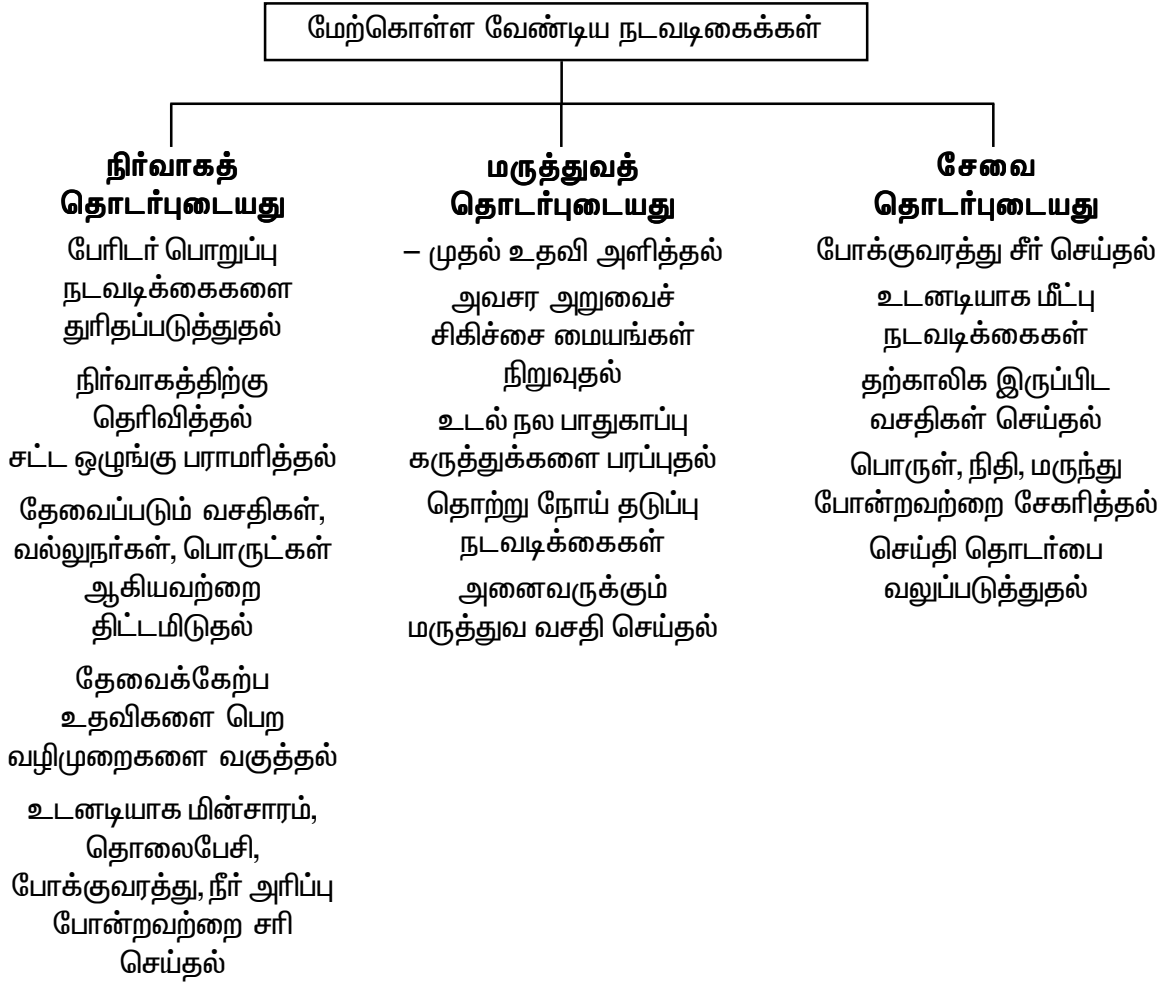 மேற்கொள்ள வேண்டிய நடவடிகைக்கள்
நிர்வாகத்
தொடர்புடையது
பேரிடர் பொறுப்பு
நடவடிக்கைகளை
துரிதப்படுத்துதல்
நிர்வாகத்திற்கு
தெரிவித்தல்
சட்ட ஒழுங்கு பராமரித்தல்
தேவைப்படும் வசதிகள்,
வல்லுநர்கள், பொருட்கள்
ஆகியவற்றை
திட்டமிடுதல்
தேவைக்கேற்ப
உதவிகளை பெற
வழிமுறைகளை வகுத்தல்
உடனடியாக மின்சாரம்,
தொலைபேசி,
போக்குவரத்து, நீர் அரிப்பு
போன்றவற்றை சரி
செய்தல்
மருத்துவத்
தொடர்புடையது
– முதல் உதவி அளித்தல்
அவசர அறுவைச்
சிகிச்சை மையங்கள்
நிறுவுதல்
உடல் நல பாதுகாப்பு
கருத்துக்களை பரப்புதல்
தொற்று நோய் தடுப்பு
நடவடிக்கைகள்
அனைவருக்கும்
மருத்துவ வசதி செய்தல்
சேவை
தொடர்புடையது
போக்குவரத்து சீர் செய்தல்
உடனடியாக மீட்பு
நடவடிக்கைகள்
தற்காலிக இருப்பிட
வசதிகள் செய்தல்
பொருள், நிதி, மருந்து
போன்றவற்றை சேகரித்தல்
செய்தி தொடர்பை
வலுப்படுத்துதல்